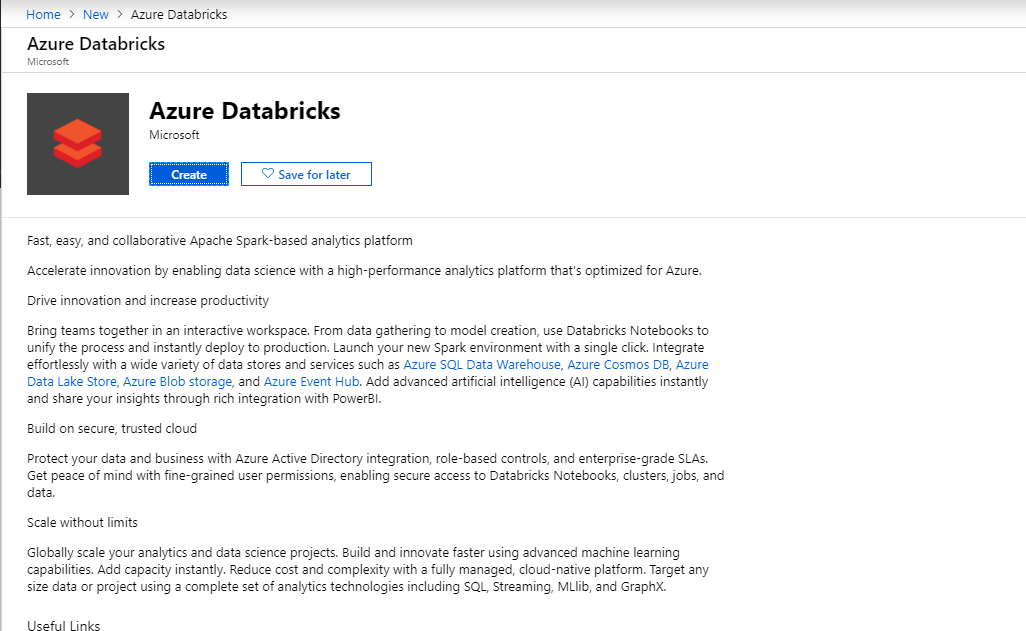 Home > New > Azure Databricks
Azure Databricks
Microsoft
Azure Databricks
Microsoft
Create
Save for later
Fast, easy, and collaborative Apache Spark-based analytics platform
Accelerate innovation by enabling data science with a high-performance analytics platform that's optimized for Azure.
Drive innovation and increase productivity
Bring teams together in an interactive workspace. From data gathering to model creation, use Databricks Notebooks to
unify the process and instantly deploy to production. Launch your new Spark environment with a single click. Integrate
effortlessly with a wide variety of data stores and services such as Azure SQL Data Warehouse, Azure Cosmos DB, Azure
Data Lake Store, Azure Blob storage, and Azure Event Hub. Add advanced artificial intelligence (AI) capabilities instantly
and share your insights through rich integration with PowerBI.
Build on secure, trusted cloud
Protect your data and business with Azure Active Directory integration, role-based controls, and enterprise-grade SLAs.
Get peace of mind with fine-grained user permissions, enabling secure access to Databricks Notebooks, clusters, jobs, and
data.
Scale without limits
Globally scale your analytics and data science projects. Build and innovate faster using advanced machine learning
capabilities. Add capacity instantly. Reduce cost and complexity with a fully managed, cloud-native platform. Target any
size data or project using a complete set of analytics technologies including SQL, Streaming, MLlib, and GraphX.
Useful Links